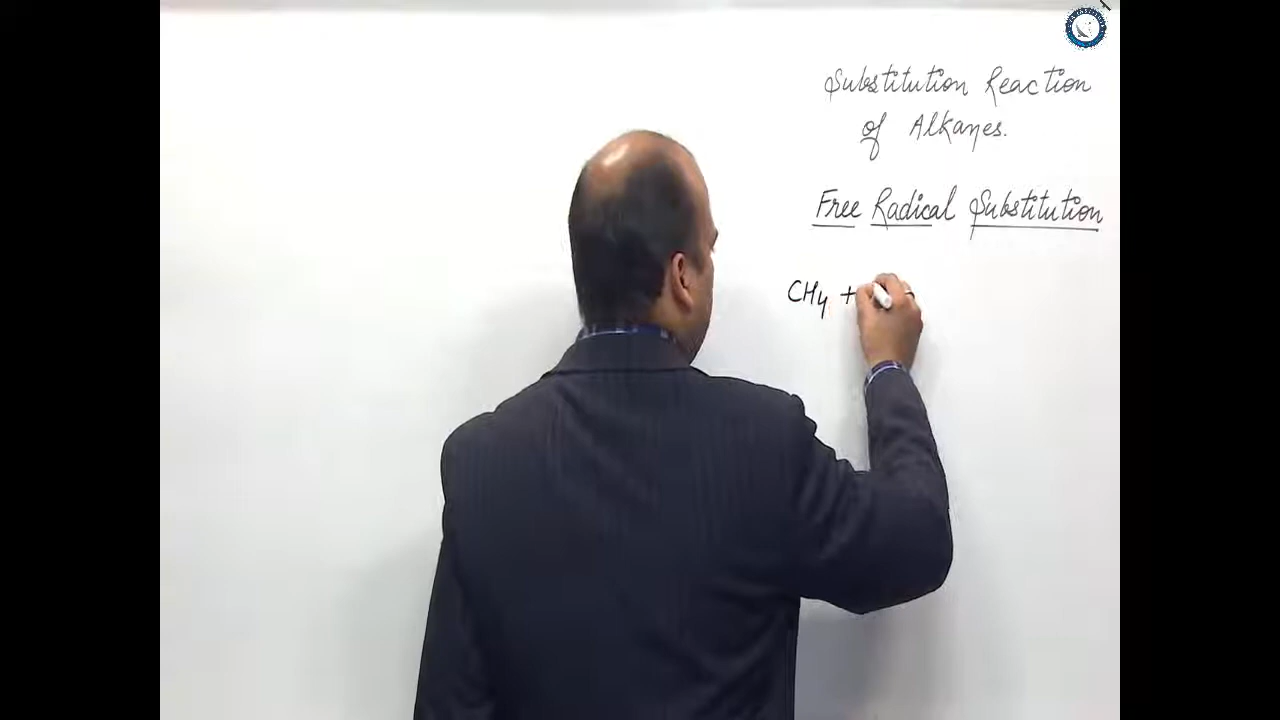 Substitution Reaction
of Alkanes.
Free Radical Substitution
CH4 +